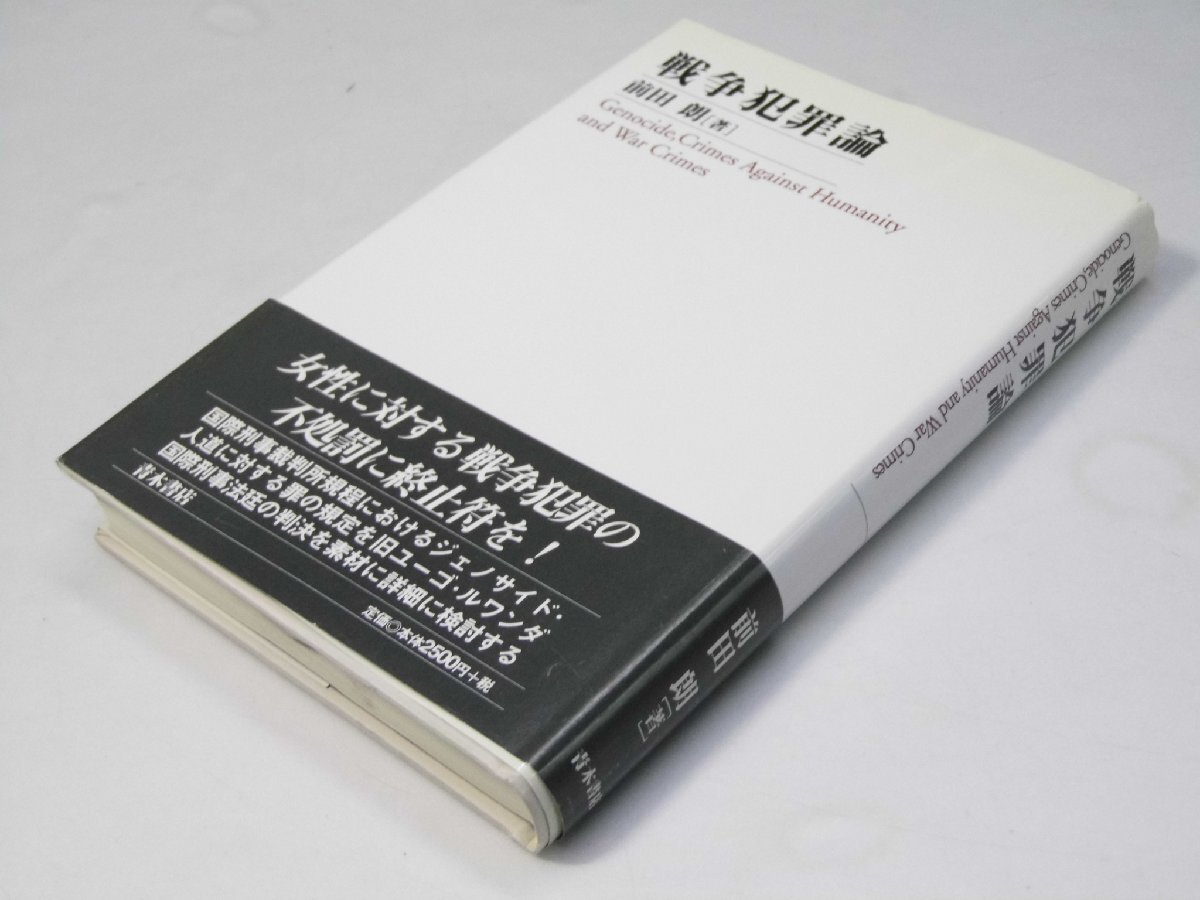 戦争犯罪論
前田 朗[著]
Genocide, Crimes Against Humanity
and War Crimes
女性に対する戦争犯罪の
不処罰に終止符を!
国際刑事裁判所規程におけるジェノサイド・
人道に対する罪の規定を旧ユーゴ・ルワンダ
国際刑事法廷の判決を素材に詳細に検討する
青木書店
定価◎本体2500円+税
戦争犯罪論
Genocide, Crimes Against Humanity and War Crimes
前田 朗[著]
青木書店